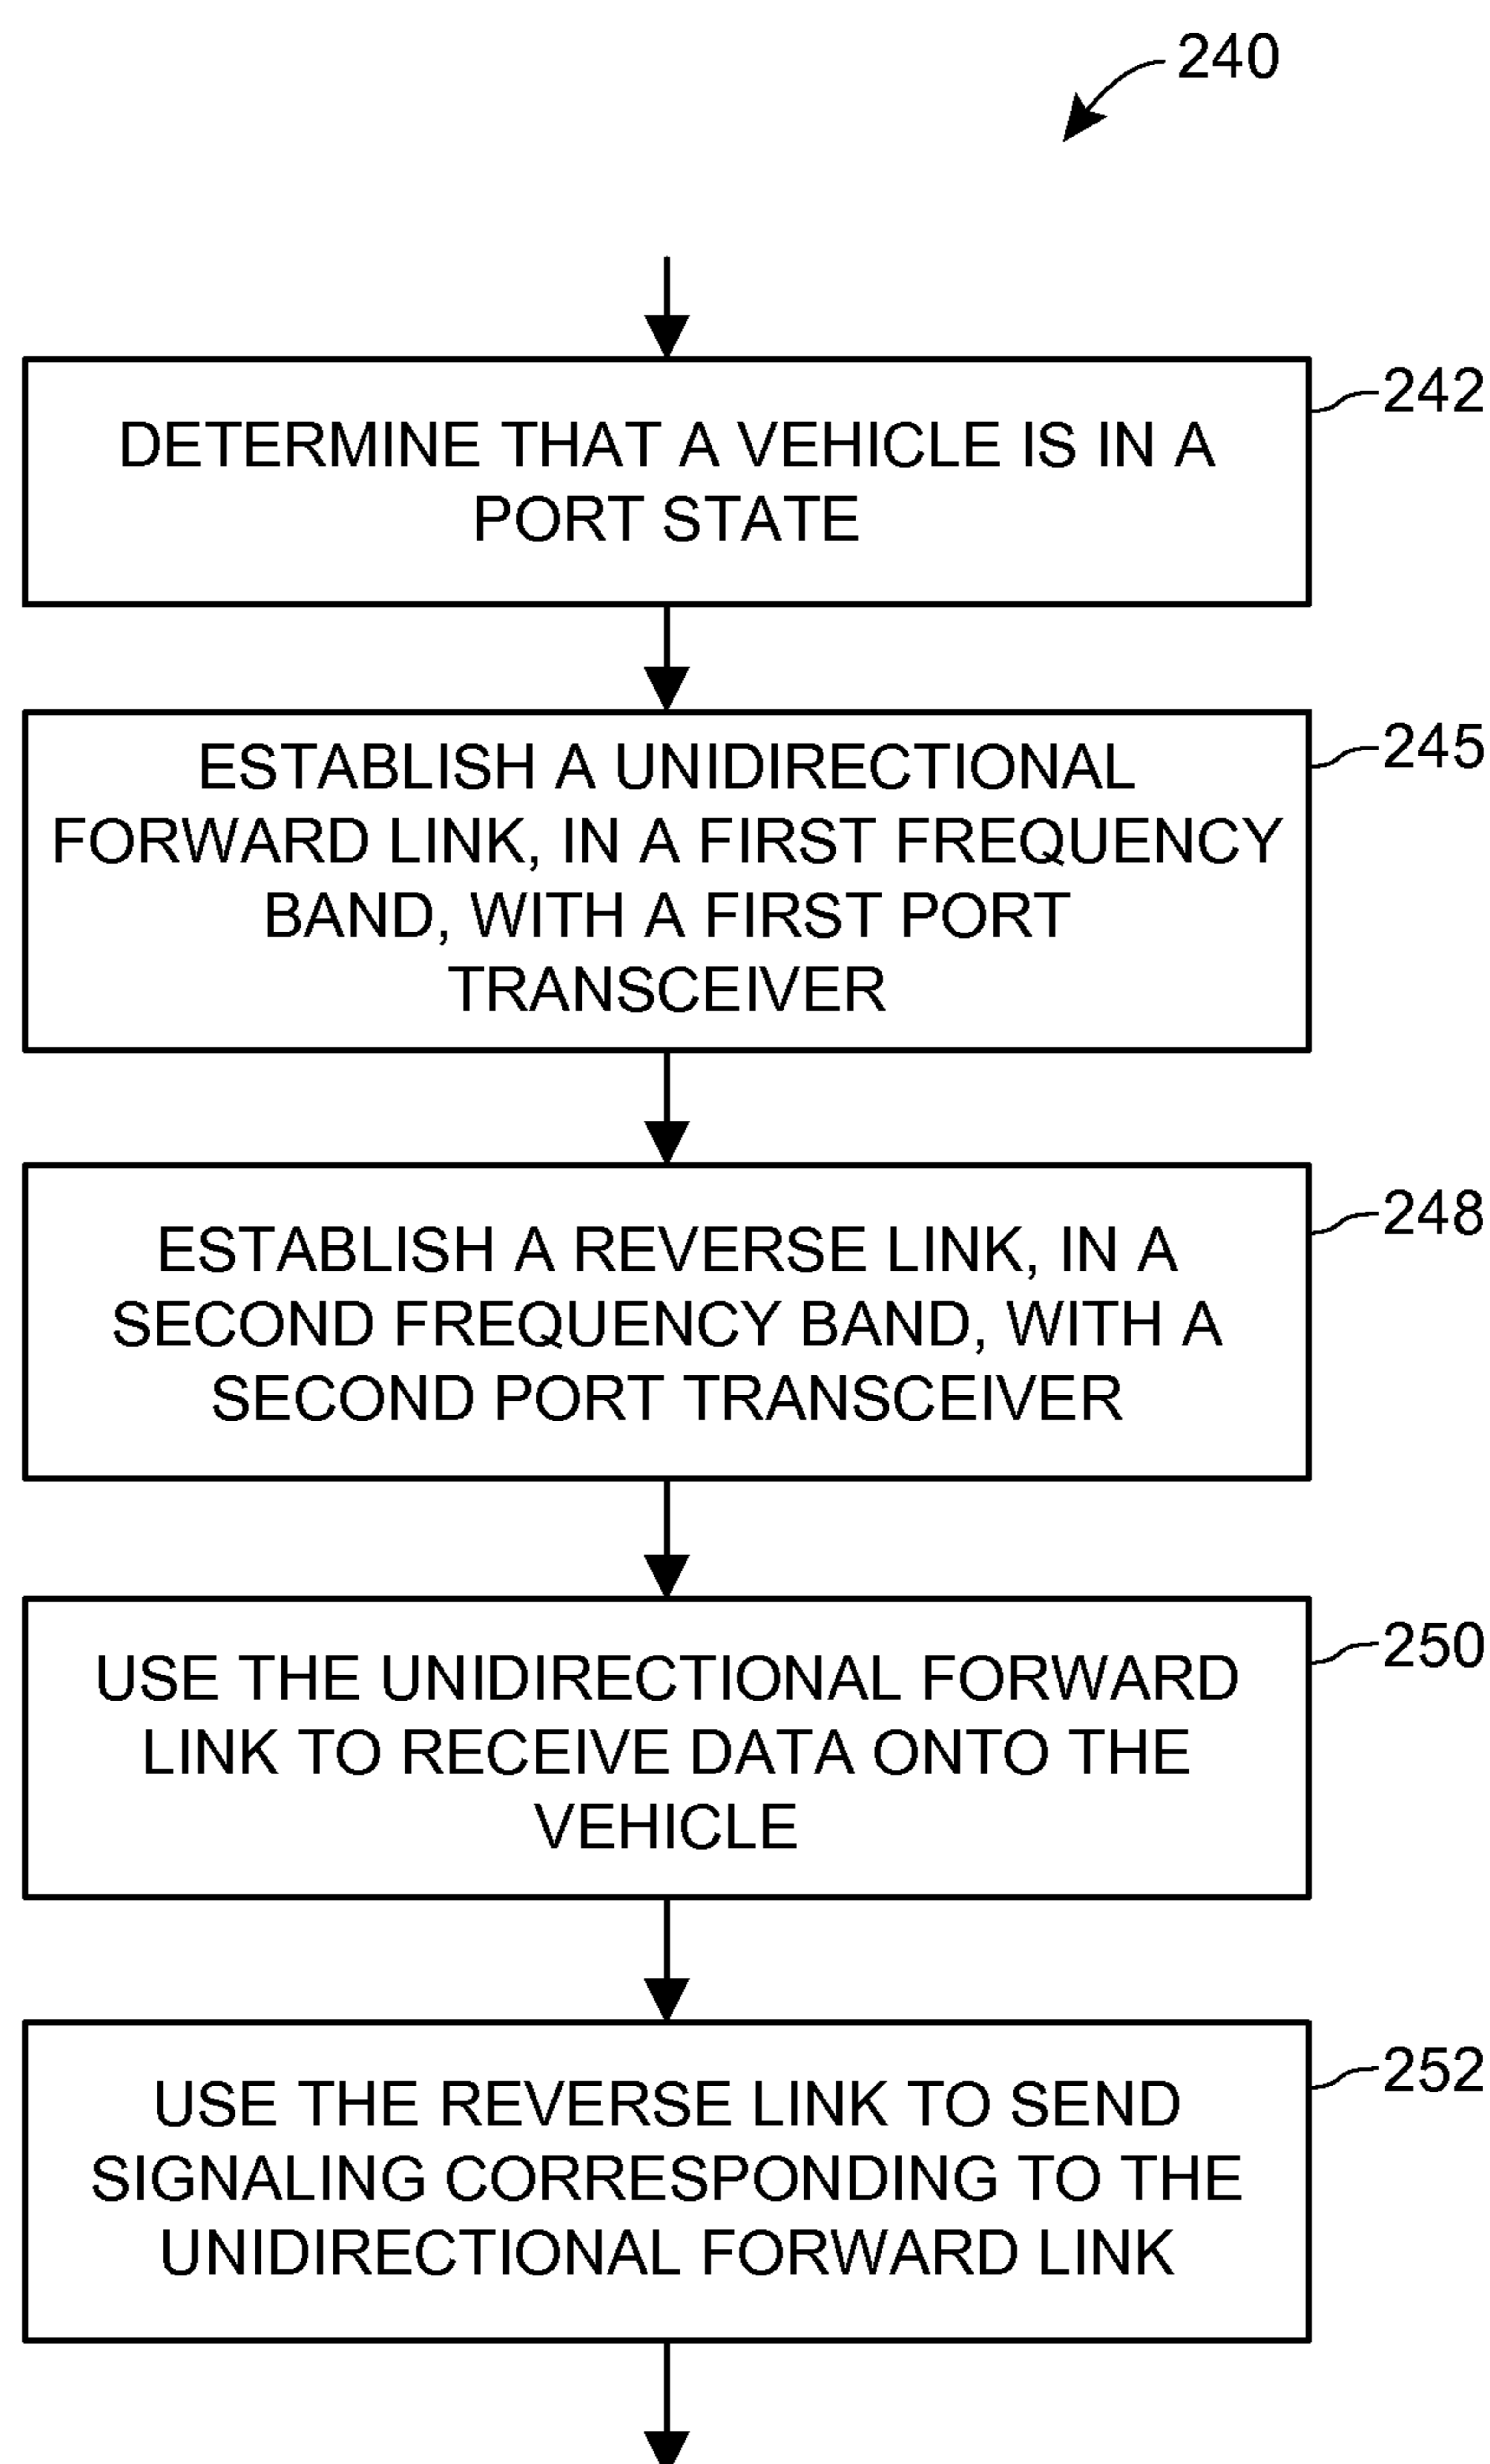 240
242
DETERMINE THAT A VEHICLE IS IN A
PORT STATE
245
ESTABLISH A UNIDIRECTIONAL
FORWARD LINK, IN A FIRST FREQUENCY
BAND, WITH A FIRST PORT
TRANSCEIVER
248
ESTABLISH A REVERSE LINK, IN A
SECOND FREQUENCY BAND, WITH A
SECOND PORT TRANSCEIVER
250
USE THE UNIDIRECTIONAL FORWARD
LINK TO RECEIVE DATA ONTO THE
VEHICLE
252
USE THE REVERSE LINK TO SEND
SIGNALING CORRESPONDING TO THE
UNIDIRECTIONAL FORWARD LINK